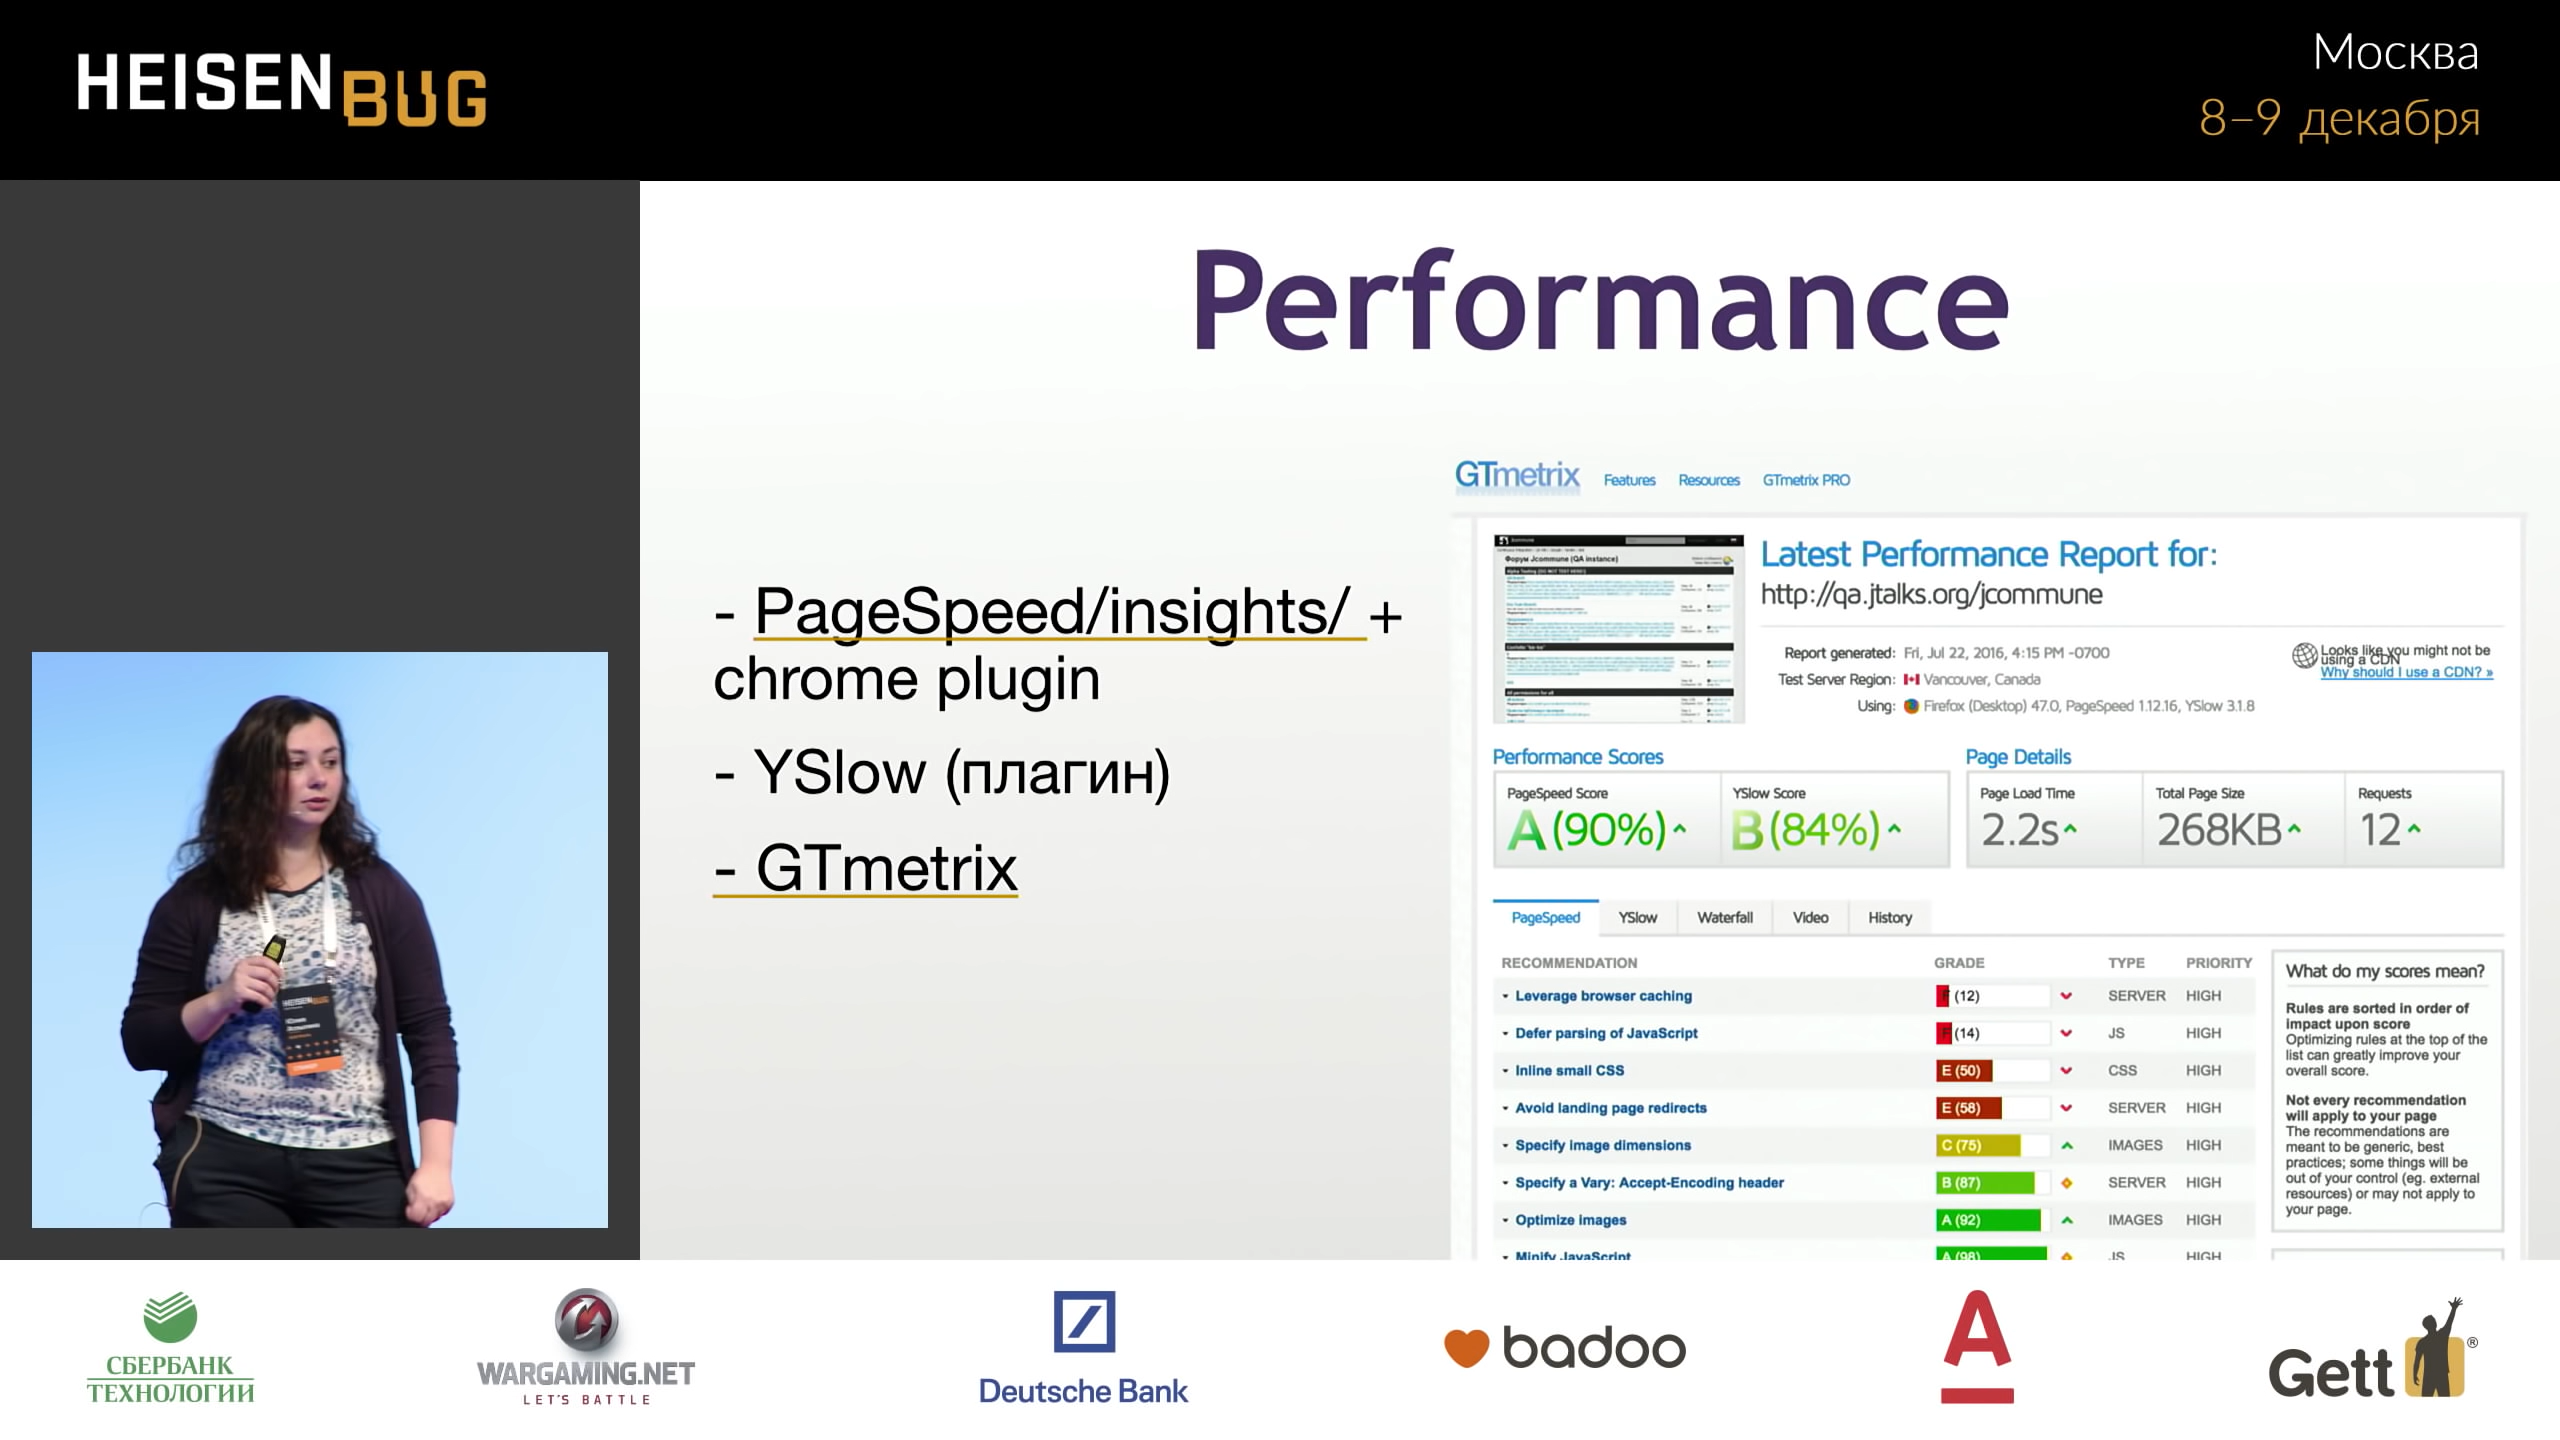 HEISENBUG
Москва
8–9 декабря
Performance
- PageSpeed/insights/ +
chrome plugin
- YSlow (плагин)
- GTmetrix
GTmetrix Features Resources GTmetrix PRO
Форум Jcommune (QA instance)
Latest Performance Report for:
http://qa.jtalks.org/jcommune
Report generated: Fri, Jul 22, 2016, 4:15 PM -0700
Test Server Region: Vancouver, Canada
Using: Firefox (Desktop) 47.0, PageSpeed 1.12.16, YSlow 3.1.8
Looks like you might not be
using a CDN
Why should I use a CDN? »
Performance Scores
PageSpeed Score YSlow Score
A (90%) B (84%)
Page Details
Page Load Time Total Page Size Requests
2.2s 268KB 12
PageSpeed YSlow Waterfall Video History
RECOMMENDATION GRADE TYPE PRIORITY
Leverage browser caching F (12) SERVER HIGH
Defer parsing of JavaScript F (14) JS HIGH
Inline small CSS E (50) CSS HIGH
Avoid landing page redirects E (58) SERVER HIGH
Specify image dimensions C (75) IMAGES HIGH
Specify a Vary: Accept-Encoding header B (87) SERVER HIGH
Optimize images A (92) IMAGES HIGH
Minify JavaScript A (98) JS HIGH
What do my scores mean?
Rules are sorted in order of
impact upon score
Optimizing rules at the top of the
list can greatly improve your
overall score.
Not every recommendation
will apply to your page
The recommendations are
meant to be generic, best
practices; some things will be
out of your control (eg. external
resources) or may not apply to
your page.
HEISENBUG
СБЕРБАНК
ТЕХНОЛОГИИ
WARGAMING.NET
LET'S BATTLE
Deutsche Bank
badoo
A
Gett®